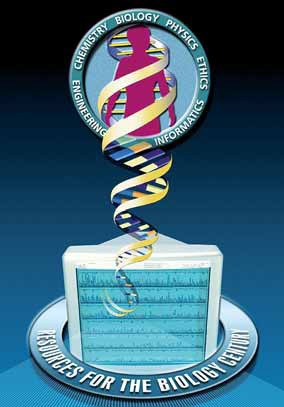 CHEMISTRY BIOLOGY PHYSICS ETHICS
ENGINEERING INFORMATICS
RESOURCES FOR THE BIOLOGY CENTURY